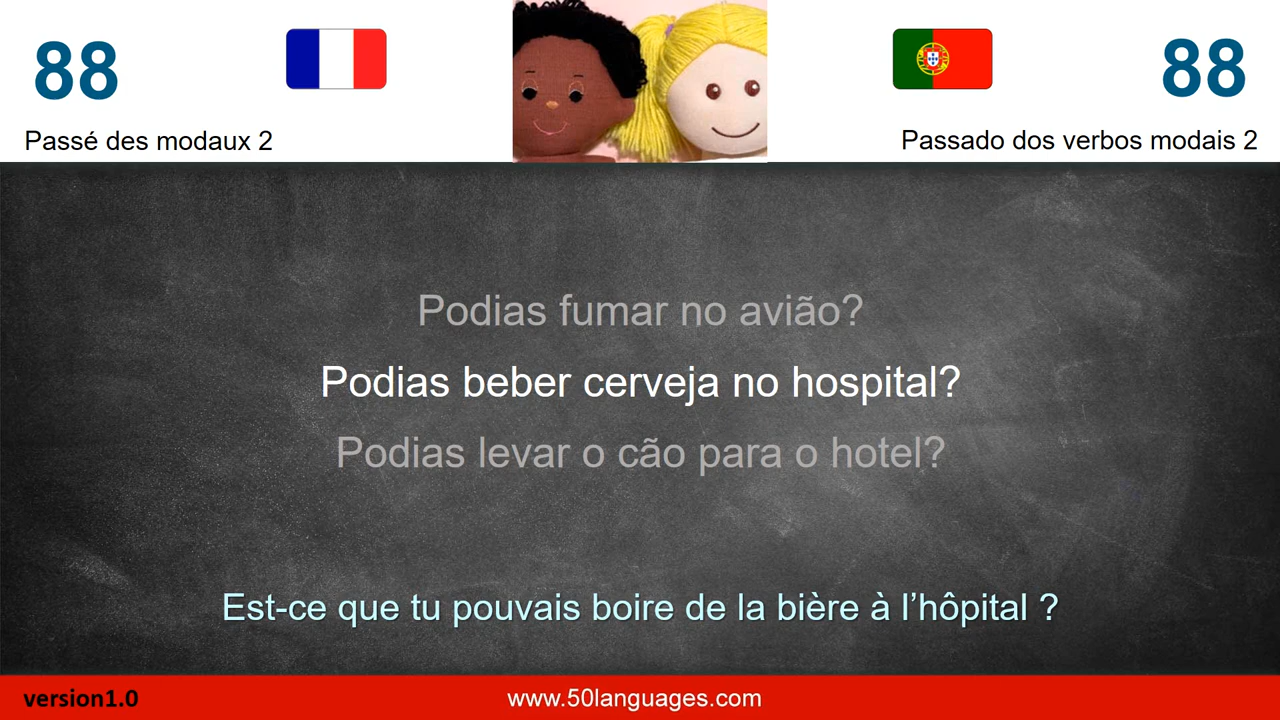 88
88
Passé des modaux 2
Passado dos verbos modais 2
Podias fumar no avião?
Podias beber cerveja no hospital?
Podias levar o cão para o hotel?
Est-ce que tu pouvais boire de la bière à l’hôpital ?
version1.0
www.50languages.com